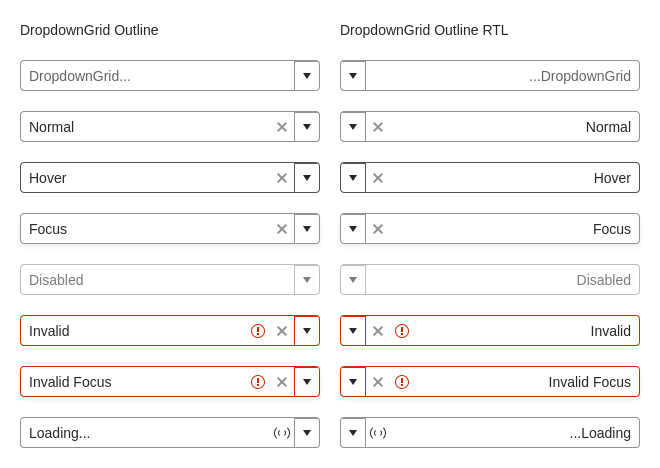 DropdownGrid Outline
DropdownGrid...
Normal
Hover
Focus
Disabled
Invalid
Invalid Focus
Loading...
DropdownGrid Outline RTL
...DropdownGrid
Normal
Hover
Focus
Disabled
Invalid
Invalid Focus
...Loading